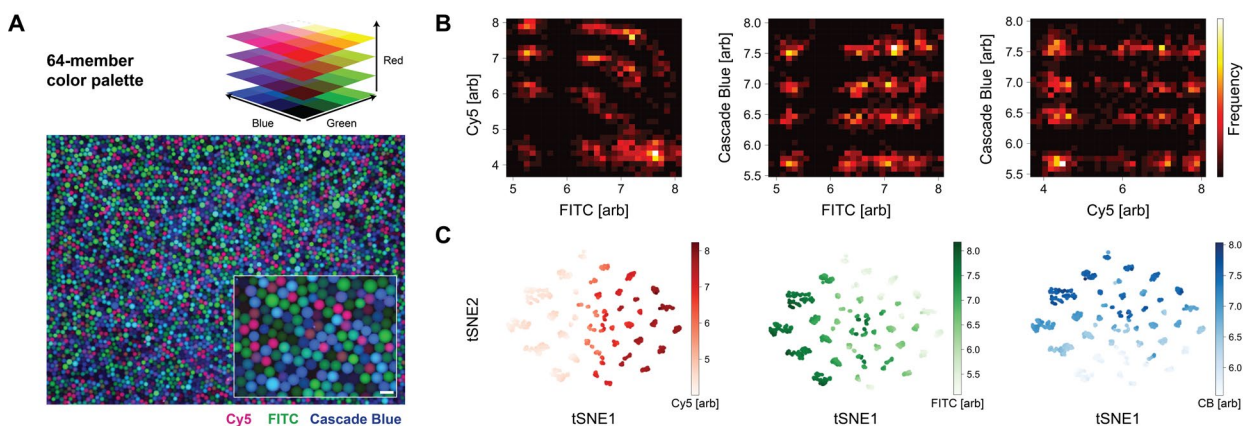 A
64-member
color palette
Red
Blue
Green
Cy5 FITC Cascade Blue
B
8
7
6
5
4
Cy5 [arb]
5 6 7 8
FITC [arb]
8.0
7.5
7.0
6.5
6.0
5.5
Cascade Blue [arb]
5 6 7 8
FITC [arb]
8.0
7.5
7.0
6.5
6.0
5.5
Cascade Blue [arb]
4 6 7 8
Cy5 [arb]
Frequency
C
tSNE2
tSNE1
8
7
6
5
Cy5 [arb]
tSNE1
8.0
7.5
7.0
6.5
6.0
5.5
FITC [arb]
tSNE1
8.0
7.5
7.0
6.5
6.0
CB [arb]